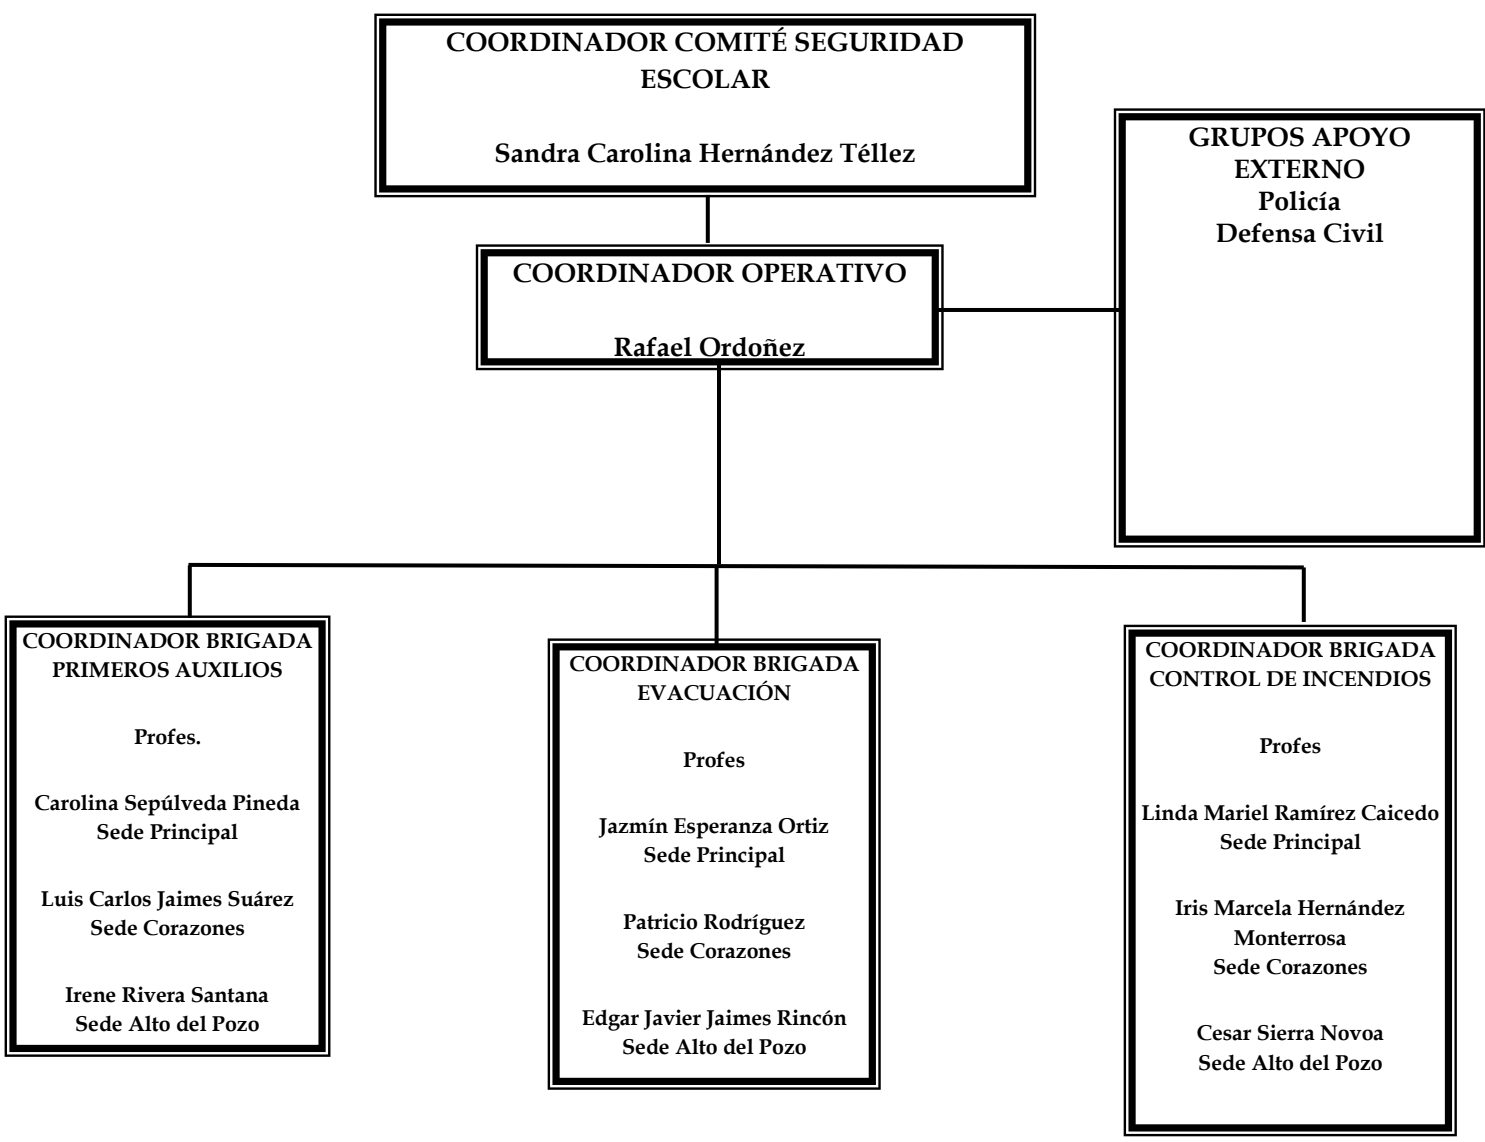 COORDINADOR COMITÉ SEGURIDAD
ESCOLAR
Sandra Carolina Hernández Téllez
GRUPOS APOYO
EXTERNO
Policía
Defensa Civil
COORDINADOR OPERATIVO
Rafael Ordoñez
COORDINADOR BRIGADA
PRIMEROS AUXILIOS
Profes.
Carolina Sepúlveda Pineda
Sede Principal
Luis Carlos Jaimes Suárez
Sede Corazones
Irene Rivera Santana
Sede Alto del Pozo
COORDINADOR BRIGADA
EVACUACIÓN
Profes
Jazmín Esperanza Ortiz
Sede Principal
Patricio Rodríguez
Sede Corazones
Edgar Javier Jaimes Rincón
Sede Alto del Pozo
COORDINADOR BRIGADA
CONTROL DE INCENDIOS
Profes
Linda Mariel Ramírez Caicedo
Sede Principal
Iris Marcela Hernández
Monterrosa
Sede Corazones
Cesar Sierra Novoa
Sede Alto del Pozo